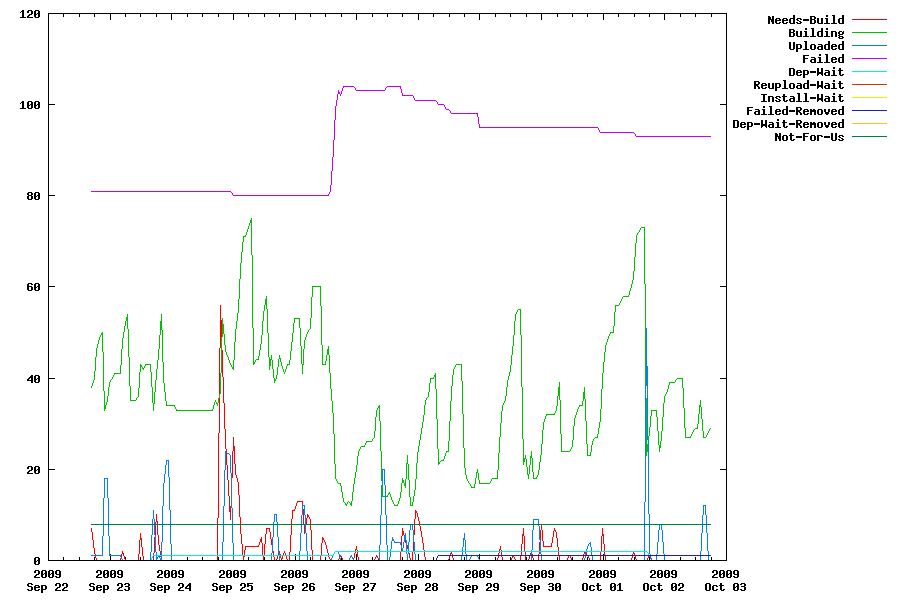 120
100
80
60
40
20
0
Needs-Build
Building
Uploaded
Failed
Dep-Wait
Reupload-Wait
Install-Wait
Failed-Removed
Dep-Wait-Removed
Not-For-Us
2009 2009 2009 2009 2009 2009 2009 2009 2009 2009 2009 2009
Sep 22 Sep 23 Sep 24 Sep 25 Sep 26 Sep 27 Sep 28 Sep 29 Sep 30 Oct 01 Oct 02 Oct 03